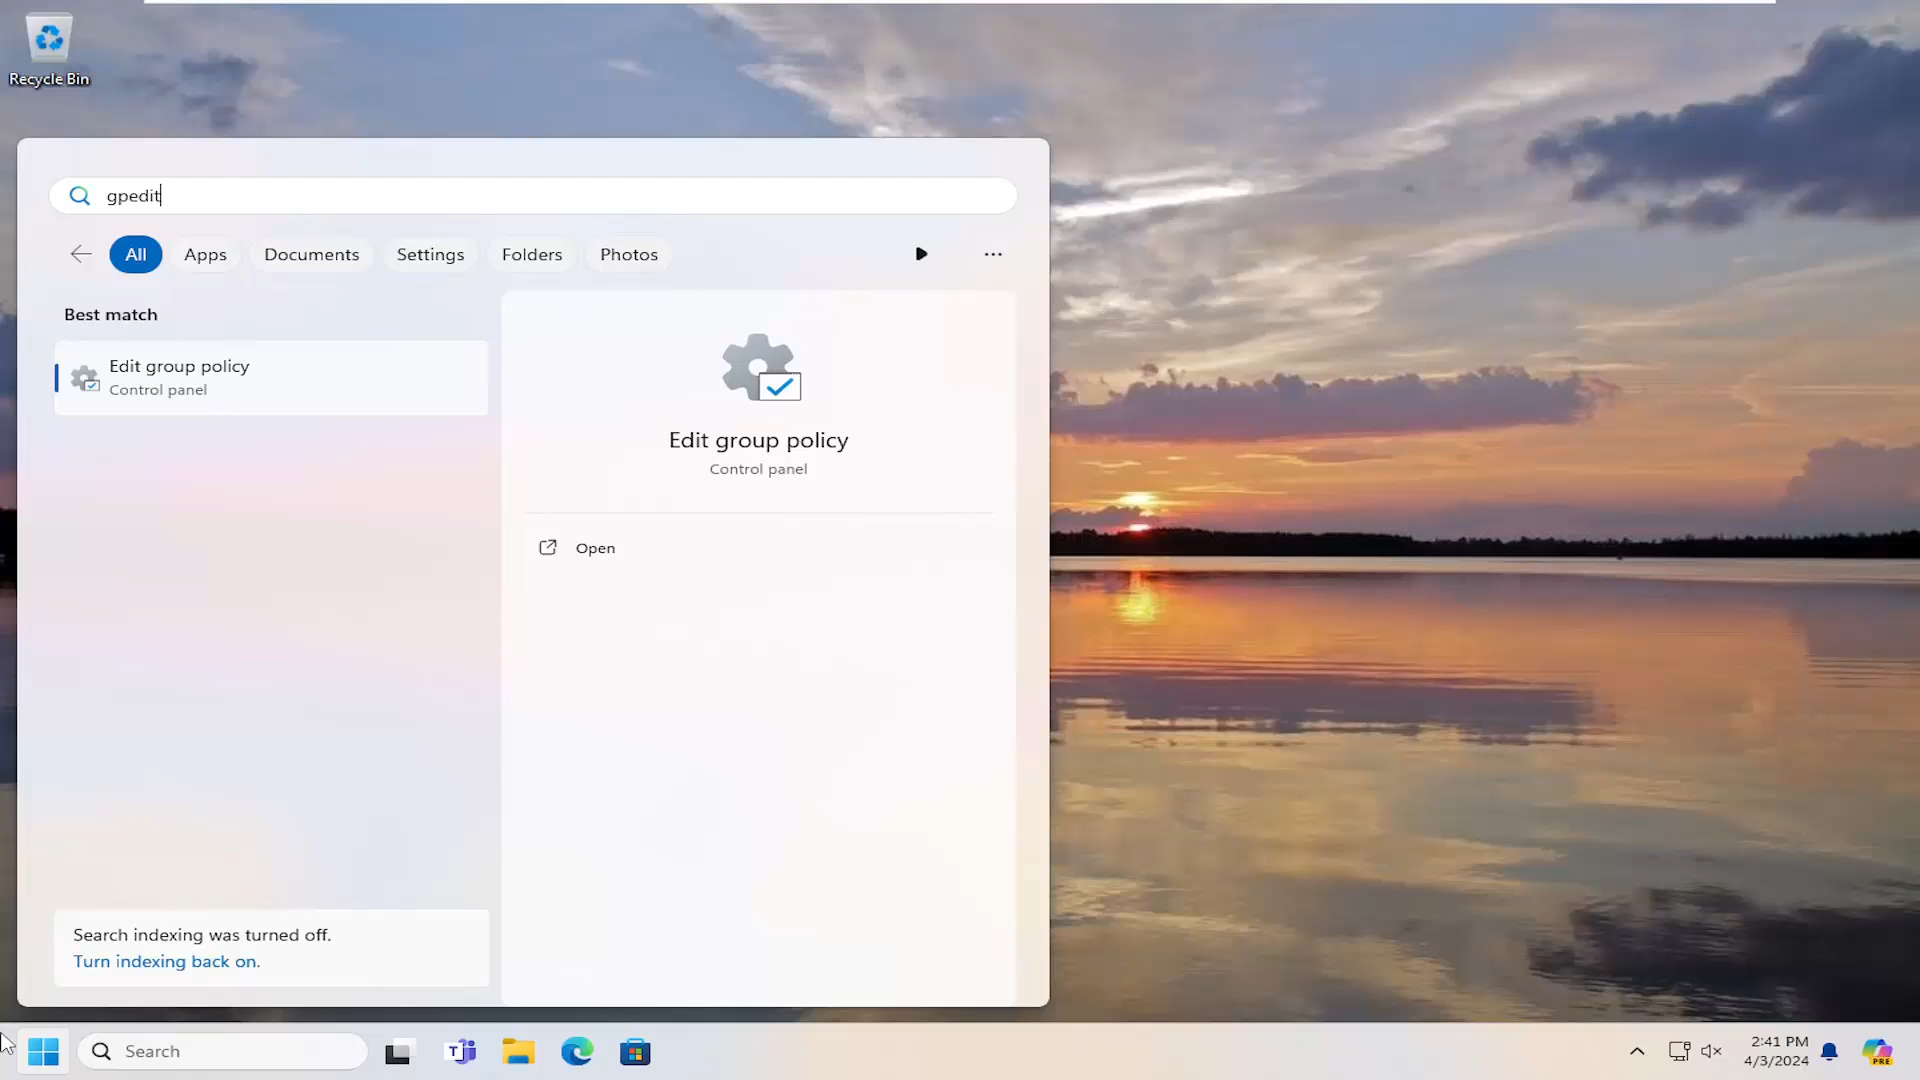 Recycle Bin
gpedit
All
Apps
Documents
Settings
Folders
Photos
Best match
Edit group policy
Control panel
Edit group policy
Control panel
Open
Search indexing was turned off.
Turn indexing back on.
Search
T
2:41 PM
4/3/2024
PRE